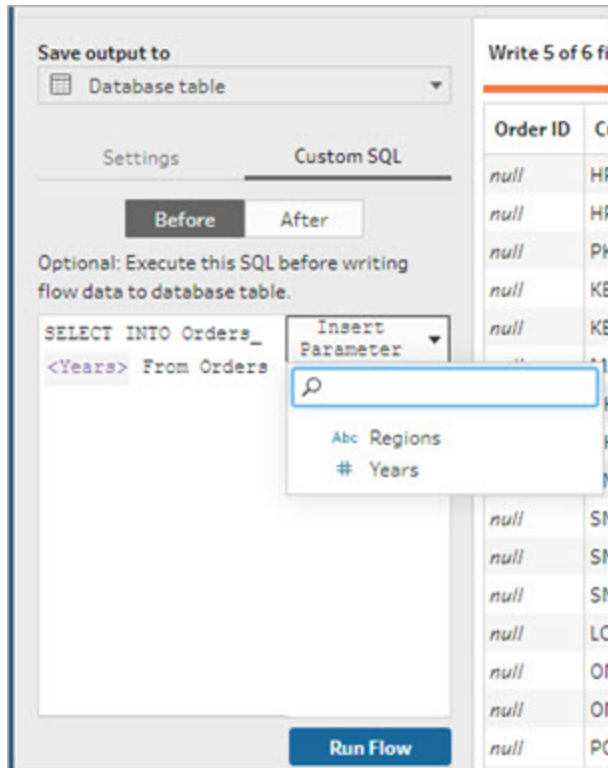 Save output to
Database table
Settings
Custom SQL
Before
After
Optional: Execute this SQL before writing
flow data to database table.
SELECT INTO Orders_
<Years> From Orders
Insert
Parameter
Abc Regions
# Years
Run Flow
Write 5 of 6
Order ID
null
null
null
null
null
null
null
null
null
null
null
null